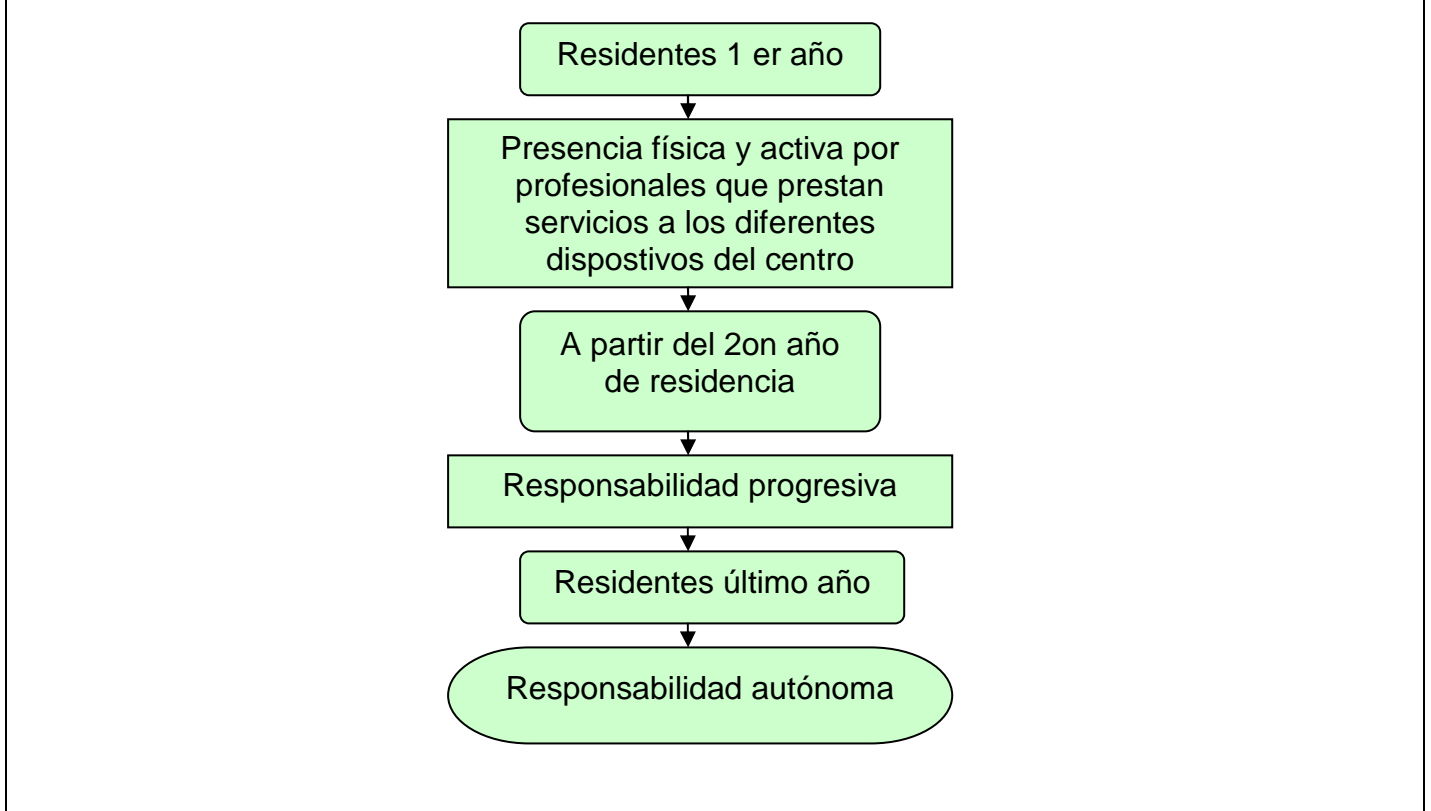 Residentes 1 er año
Presencia física y activa por
profesionales que prestan
servicios a los diferentes
dispostivos del centro
A partir del 2on año
de residencia
Responsabilidad progresiva
Residentes último año
Responsabilidad autónoma